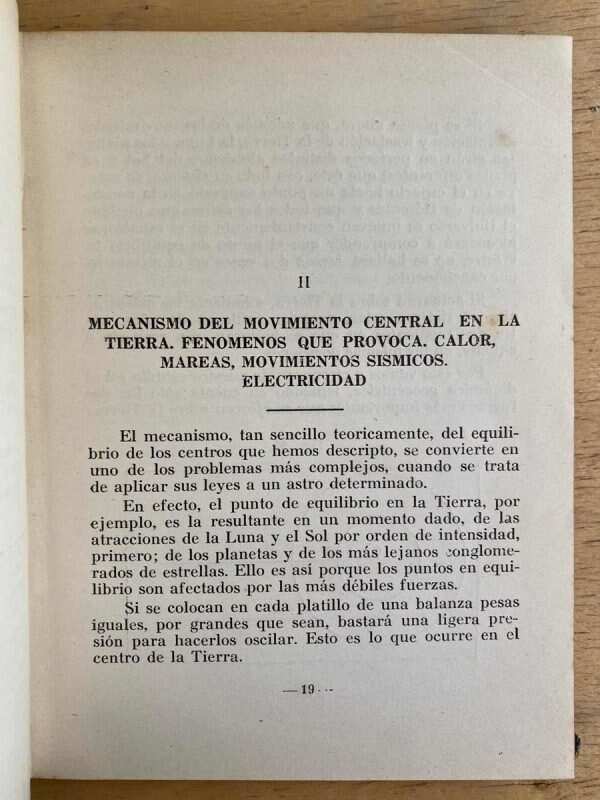 II
MECANISMO DEL MOVIMIENTO CENTRAL EN LA
TIERRA. FENOMENOS QUE PROVOCA. CALOR,
MAREAS, MOVIMIENTOS SISMICOS.
ELECTRICIDAD
El mecanismo, tan sencillo teoricamente, del equili-
brio de los centros que hemos descripto, se convierte en
uno de los problemas más complejos, cuando se trata
de aplicar sus leyes a un astro determinado.
En efecto, el punto de equilibrio en la Tierra, por
ejemplo, es la resultante en un momento dado, de las
atracciones de la Luna y el Sol por orden de intensidad,
primero; de los planetas y de los más lejanos conglome-
rados de estrellas. Ello es así porque los puntos en equi-
librio son afectados por las más débiles fuerzas.
Si se colocan en cada platillo de una balanza pesas
iguales, por grandes que sean, bastará una ligera pre-
sión para hacerlos oscilar. Esto es lo que ocurre en el
centro de la Tierra.
— 19 —